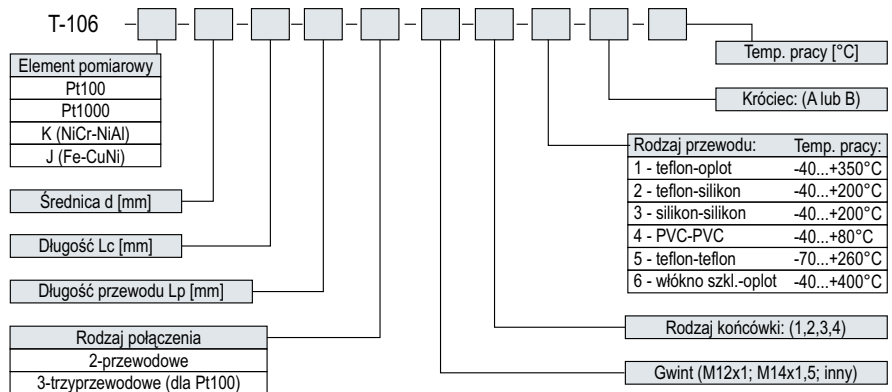 T-106
Temp. pracy [°C]
Element pomiarowy
Pt100
Pt1000
K (NiCr-NiAl)
J (Fe-CuNi)
Króciec: (A lub B)
Rodzaj przewodu: Temp. pracy:
1 - teflon-oplot -40...+350°C
2 - teflon-silikon -40...+200°C
3 - silikon-silikon -40...+200°C
4 - PVC-PVC -40...+80°C
5 - teflon-teflon -70...+260°C
6 - włókno szkl.-oplot -40...+400°C
Średnica d [mm]
Długość Lc [mm]
Długość przewodu Lp [mm]
Rodzaj połączenia
2-przewodowe
3-trzyprzewodowe (dla Pt100)
Rodzaj końcówki: (1,2,3,4)
Gwint (M12x1; M14x1,5; inny)